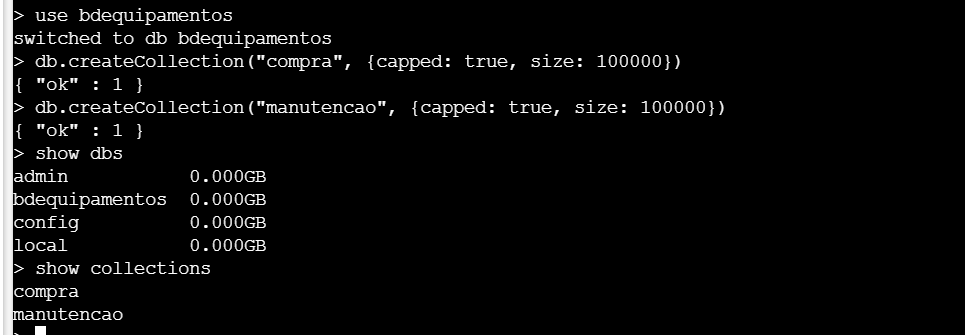 > use bdequipamentos
switched to db bdequipamentos
> db.createCollection("compra", {capped: true, size: 100000})
{ "ok" : 1 }
> db.createCollection("manutencao", {capped: true, size: 100000})
{ "ok" : 1 }
> show dbs
admin           0.000GB
bdequipamentos  0.000GB
config          0.000GB
local           0.000GB
> show collections
compra
manutencao
>